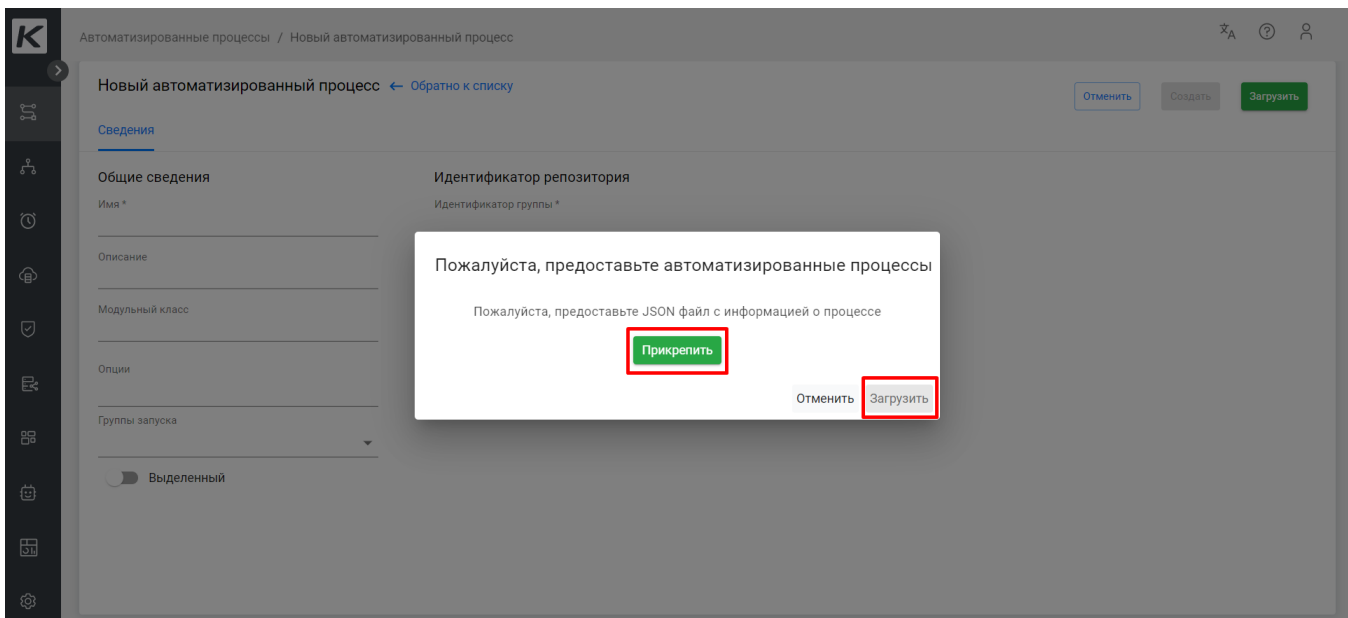 K
Автоматизированные процессы / Новый автоматизированный процесс
Новый автоматизированный процесс ← Обратно к списку
Отменить Создать Загрузить
Сведения
Общие сведения
Идентификатор репозитория
Имя *
Идентификатор группы *
Описание
Модульный класс
Опции
Группы запуска
Выделенный
Пожалуйста, предоставьте автоматизированные процессы
Пожалуйста, предоставьте JSON файл с информацией о процессе
Прикрепить
Отменить Загрузить